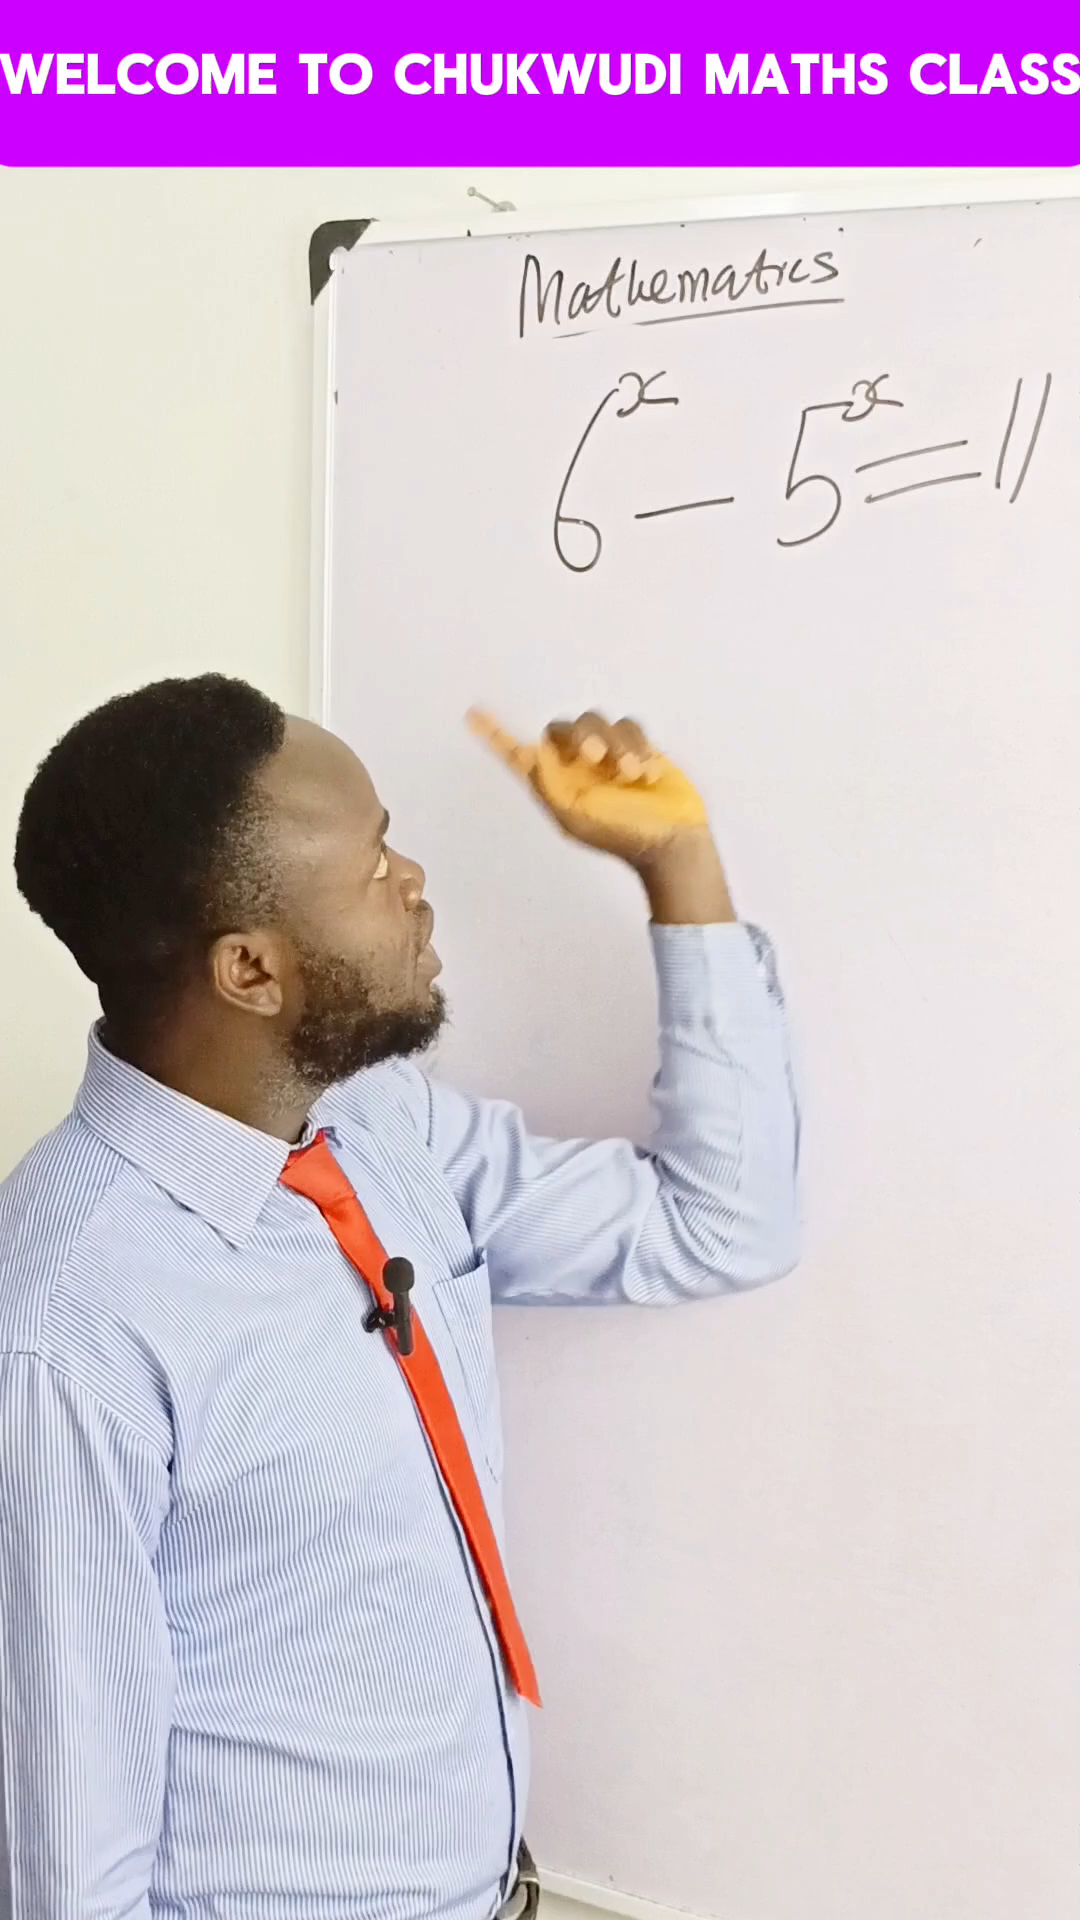 WELCOME TO CHUKWUDI MATHS CLASS
Mathematics
6^x - 5^x = 11